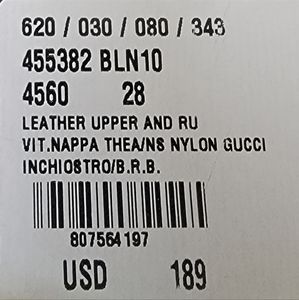 620 / 030 / 080 / 343
455382 BLN10
4560 28
LEATHER UPPER AND RU
VIT.NAPPA THEA/NS NYLON GUCCI
INCHIOSTRO/B.R.B.
807564197
USD 189